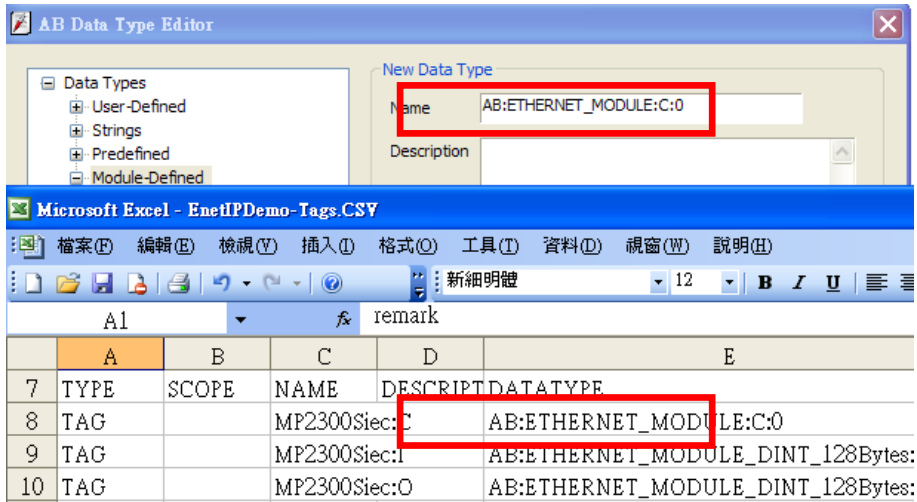 AB Data Type Editor
Data Types
User-Defined
Strings
Predefined
Module-Defined
New Data Type
Name AB:ETHERNET_MODULE:C:0
Description
Microsoft Excel - EnetIPDemo-Tags.CSV
檔案(F) 編輯(E) 檢視(V) 插入(I) 格式(O) 工具(T) 資料(D) 視窗(W) 說明(H)
新細明體 12 B I U
A1 fx remark
A B C D E
7 TYPE SCOPE NAME DESCRIPT DATATYPE
8 TAG MP2300Siec:C AB:ETHERNET_MODULE:C:0
9 TAG MP2300Siec:I AB:ETHERNET_MODULE_DINT_128Bytes:
10 TAG MP2300Siec:O AB:ETHERNET_MODULE_DINT_128Bytes: